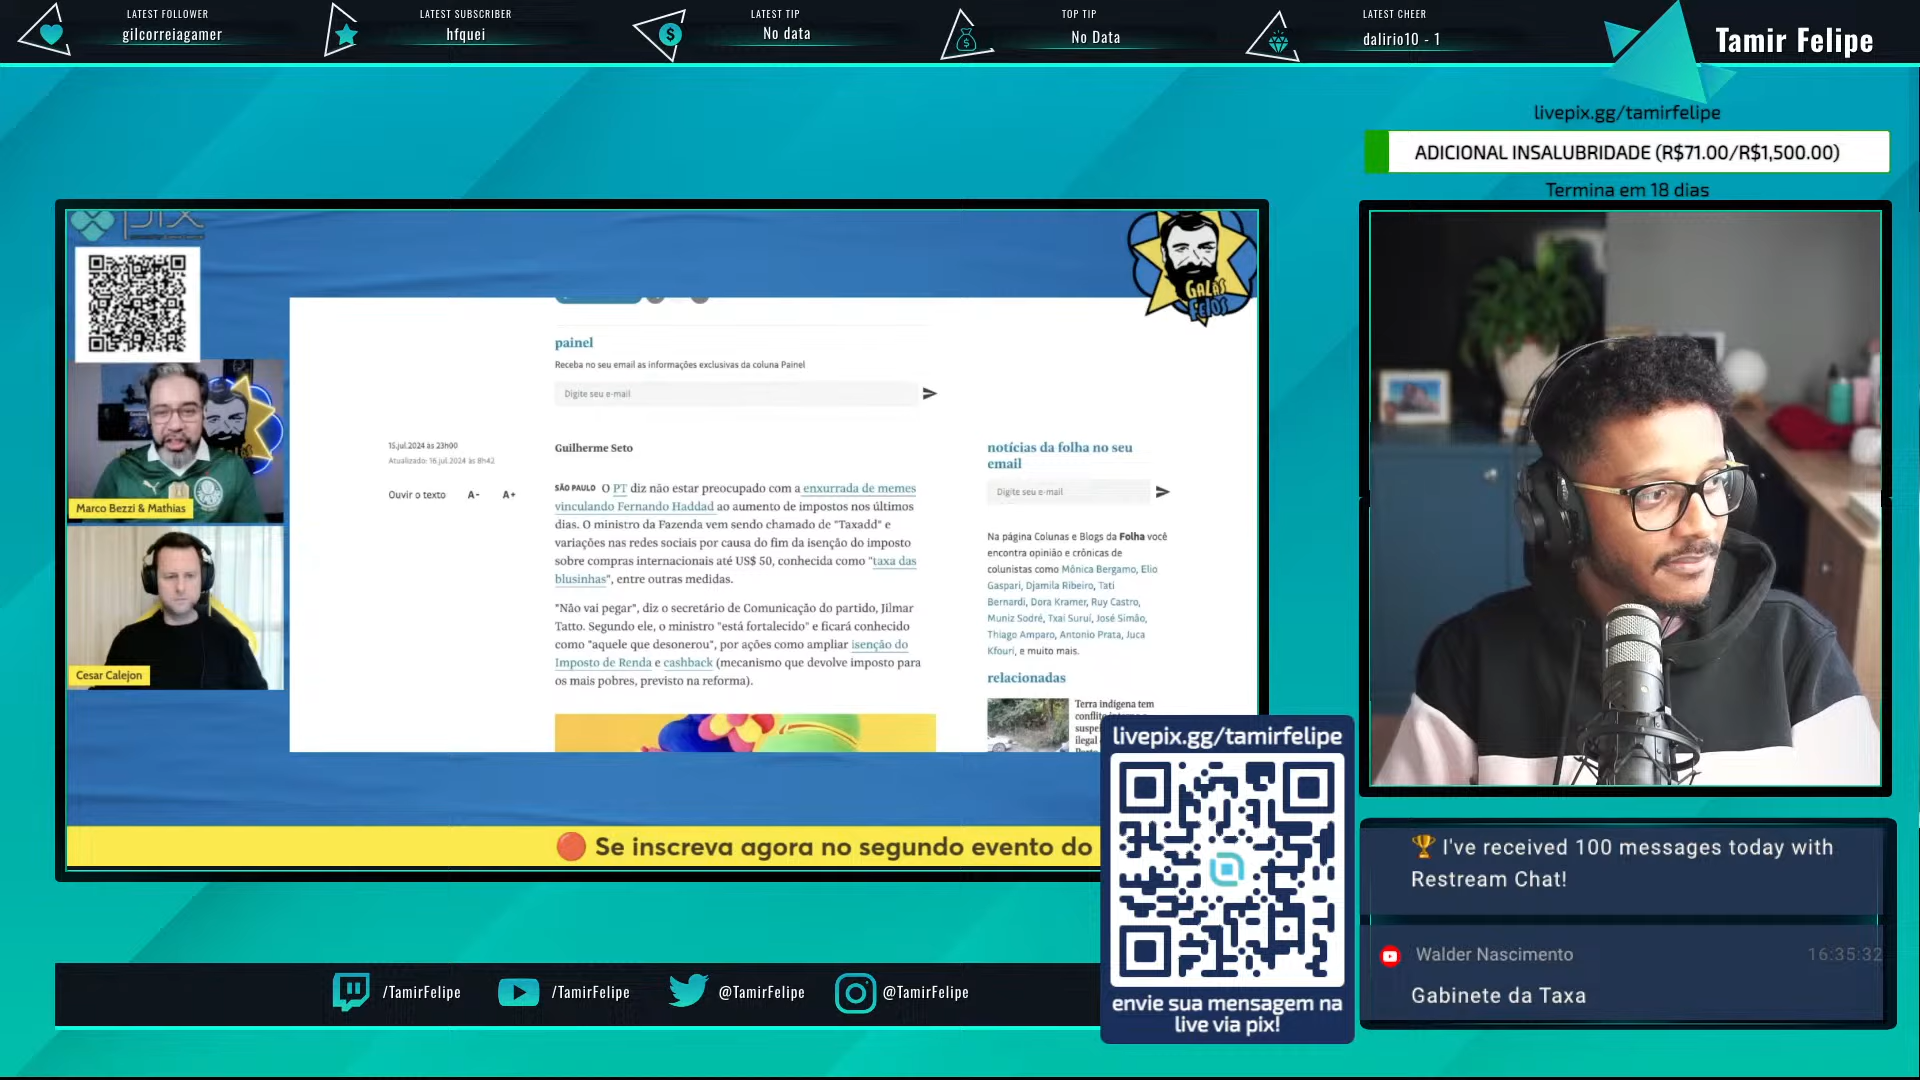 LATEST FOLLOWER
gilcorreiagamer
LATEST SUBSCRIBER
hfquei
LATEST TIP
No data
TOP TIP
No Data
LATEST CHEER
dalirio10 - 1
Tamir Felipe
livepix.gg/tamirfelipe
ADICIONAL INSALUBRIDADE (R$71.00/R$1,500.00)
Termina em 18 dias
pix
GALÃS
FEIOS
Marco Bezzi & Mathias
Cesar Calejon
painel
Receba no seu email as informações exclusivas da coluna Painel
Digite seu e-mail
15.jul.2024 às 23h00
Atualizado: 16.jul.2024 às 8h42
Ouvir o texto A- A+
Guilherme Seto
SÃO PAULO O PT diz não estar preocupado com a enxurrada de memes
vinculando Fernando Haddad ao aumento de impostos nos últimos
dias. O ministro da Fazenda vem sendo chamado de "Taxadd" e
variações nas redes sociais por causa do fim da isenção do imposto
sobre compras internacionais até US$ 50, conhecida como "taxa das
blusinhas", entre outras medidas.
"Não vai pegar", diz o secretário de Comunicação do partido, Jilmar
Tatto. Segundo ele, o ministro "está fortalecido" e ficará conhecido
como "aquele que desonerou", por ações como ampliar isenção do
Imposto de Renda e cashback (mecanismo que devolve imposto para
os mais pobres, previsto na reforma).
notícias da folha no seu
email
Digite seu e-mail
Na página Colunas e Blogs da Folha você
encontra opinião e crônicas de
colunistas como Mônica Bergamo, Elio
Gaspari, Djamila Ribeiro, Tati
Bernardi, Dora Kramer, Ruy Castro,
Muniz Sodré, Txai Suruí, José Simão,
Thiago Amparo, Antonio Prata, Juca
Kfouri, e muito mais.
relacionadas
Terra indígena tem
ilegal
Se inscreva agora no segundo evento do
livepix.gg/tamirfelipe
envie sua mensagem na
live via pix!
🏆 I've received 100 messages today with
Restream Chat!
Walder Nascimento 16:35:32
Gabinete da Taxa
/TamirFelipe
/TamirFelipe
@TamirFelipe
@TamirFelipe